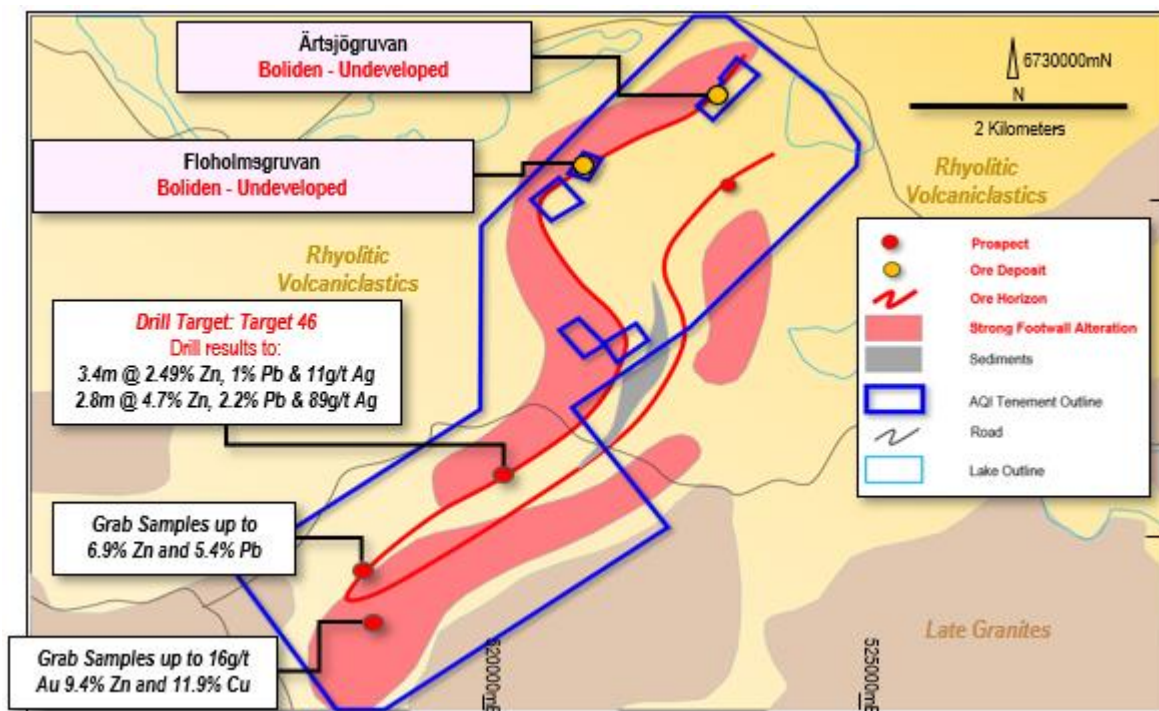 Ärtsjögruvan
Boliden - Undeveloped
6730000mN
N
2 Kilometers
Floholmsgruvan
Boliden - Undeveloped
Rhyolitic
Volcaniclastics
Rhyolitic
Volcaniclastics
Prospect
Ore Deposit
Ore Horizon
Strong Footwall Alteration
Sediments
AQI Tenement Outline
Road
Lake Outline
Drill Target: Target 46
Drill results to:
3.4m @ 2.49% Zn, 1% Pb & 11g/t Ag
2.8m @ 4.7% Zn, 2.2% Pb & 89g/t Ag
Grab Samples up to
6.9% Zn and 5.4% Pb
Grab Samples up to 16g/t
Au 9.4% Zn and 11.9% Cu
Late Granites
520000mE
525000mE